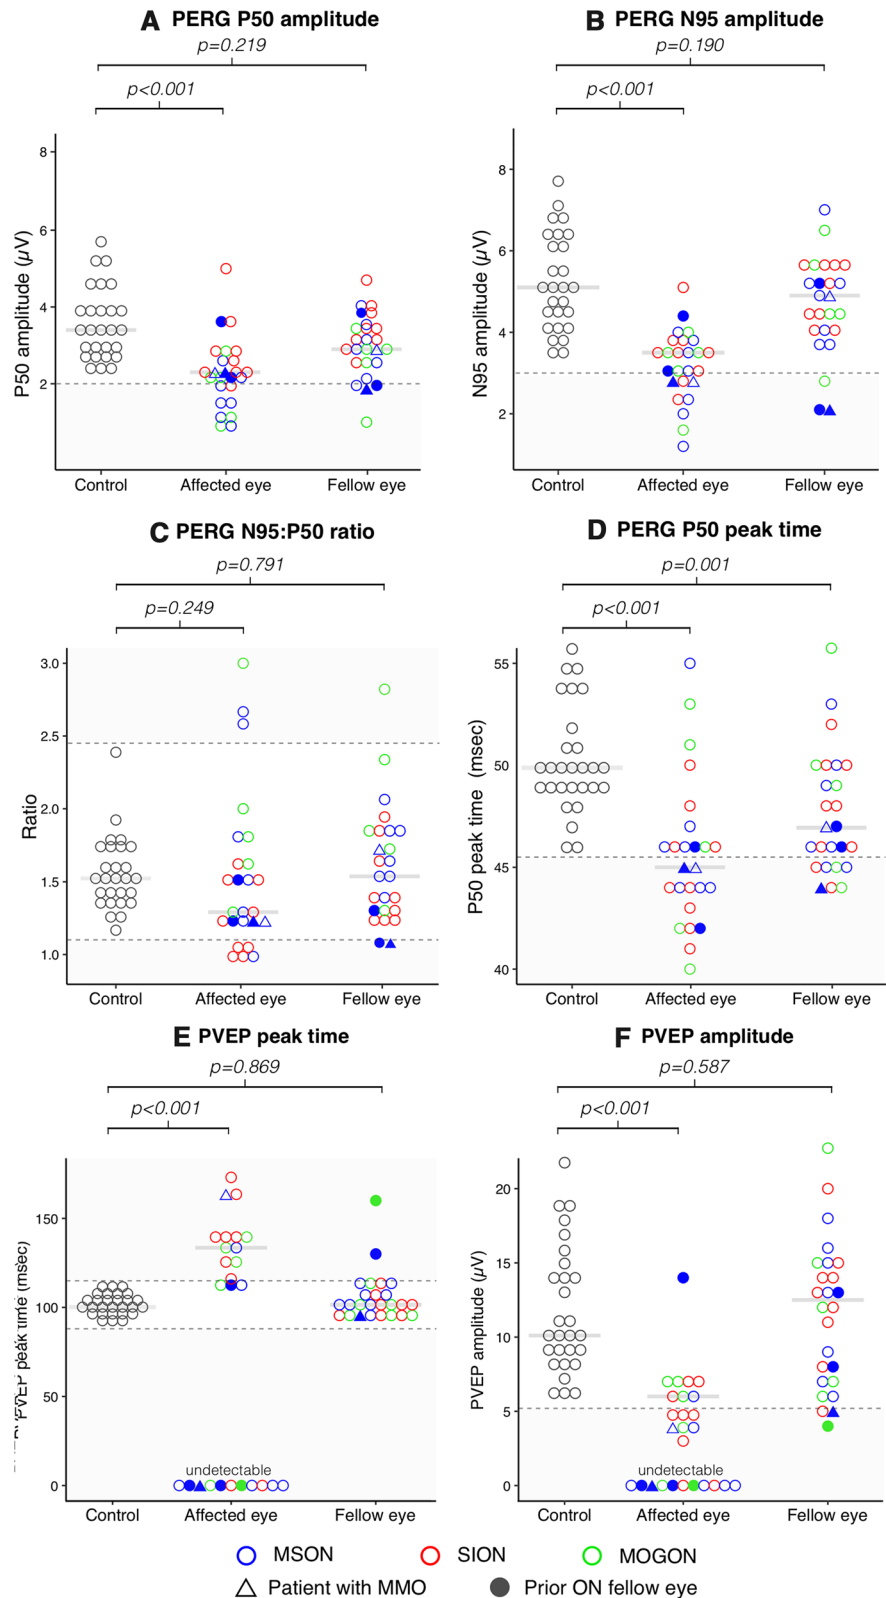 A PERG P50 amplitude
p=0.219
p<0.001
8
6
4
2
P50 amplitude (µV)
Control Affected eye Fellow eye
B PERG N95 amplitude
p=0.190
p<0.001
8
6
4
2
N95 amplitude (µV)
Control Affected eye Fellow eye
C PERG N95:P50 ratio
p=0.791
p=0.249
3.0
2.5
2.0
1.5
1.0
Ratio
Control Affected eye Fellow eye
D PERG P50 peak time
p=0.001
p<0.001
55
50
45
40
P50 peak time (msec)
Control Affected eye Fellow eye
E PVEP peak time
p=0.869
p<0.001
150
100
50
0
PVEP peak time (msec)
undetectable
Control Affected eye Fellow eye
F PVEP amplitude
p=0.587
p<0.001
20
15
10
5
0
PVEP amplitude (µV)
undetectable
Control Affected eye Fellow eye
MSON SION MOGON
Patient with MMO Prior ON fellow eye